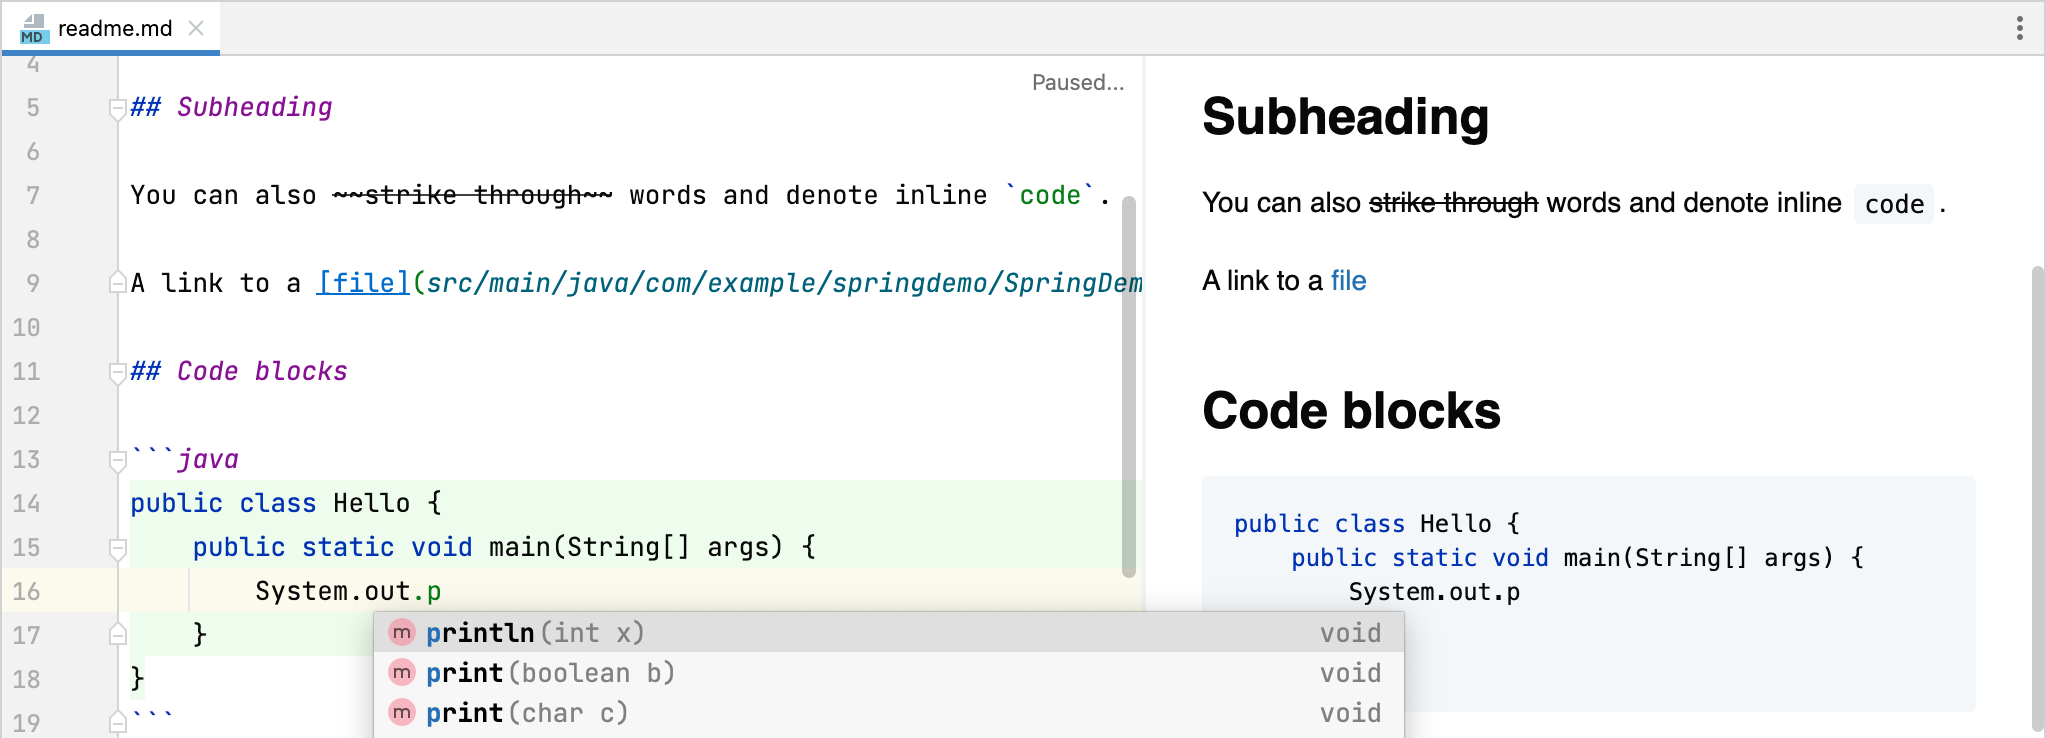 MD readme.md
Paused...
4
5 ## Subheading
6
7 You can also ~~strike through~~ words and denote inline `code`.
8
9 A link to a [file](src/main/java/com/example/springdemo/SpringDem
10
11 ## Code blocks
12
13 ```java
14 public class Hello {
15     public static void main(String[] args) {
16         System.out.p
17     }
18 }
19 ```
m println(int x) void
m print(boolean b) void
m print(char c) void
Subheading
You can also strike through words and denote inline code .
A link to a file
Code blocks
public class Hello {
    public static void main(String[] args) {
        System.out.p